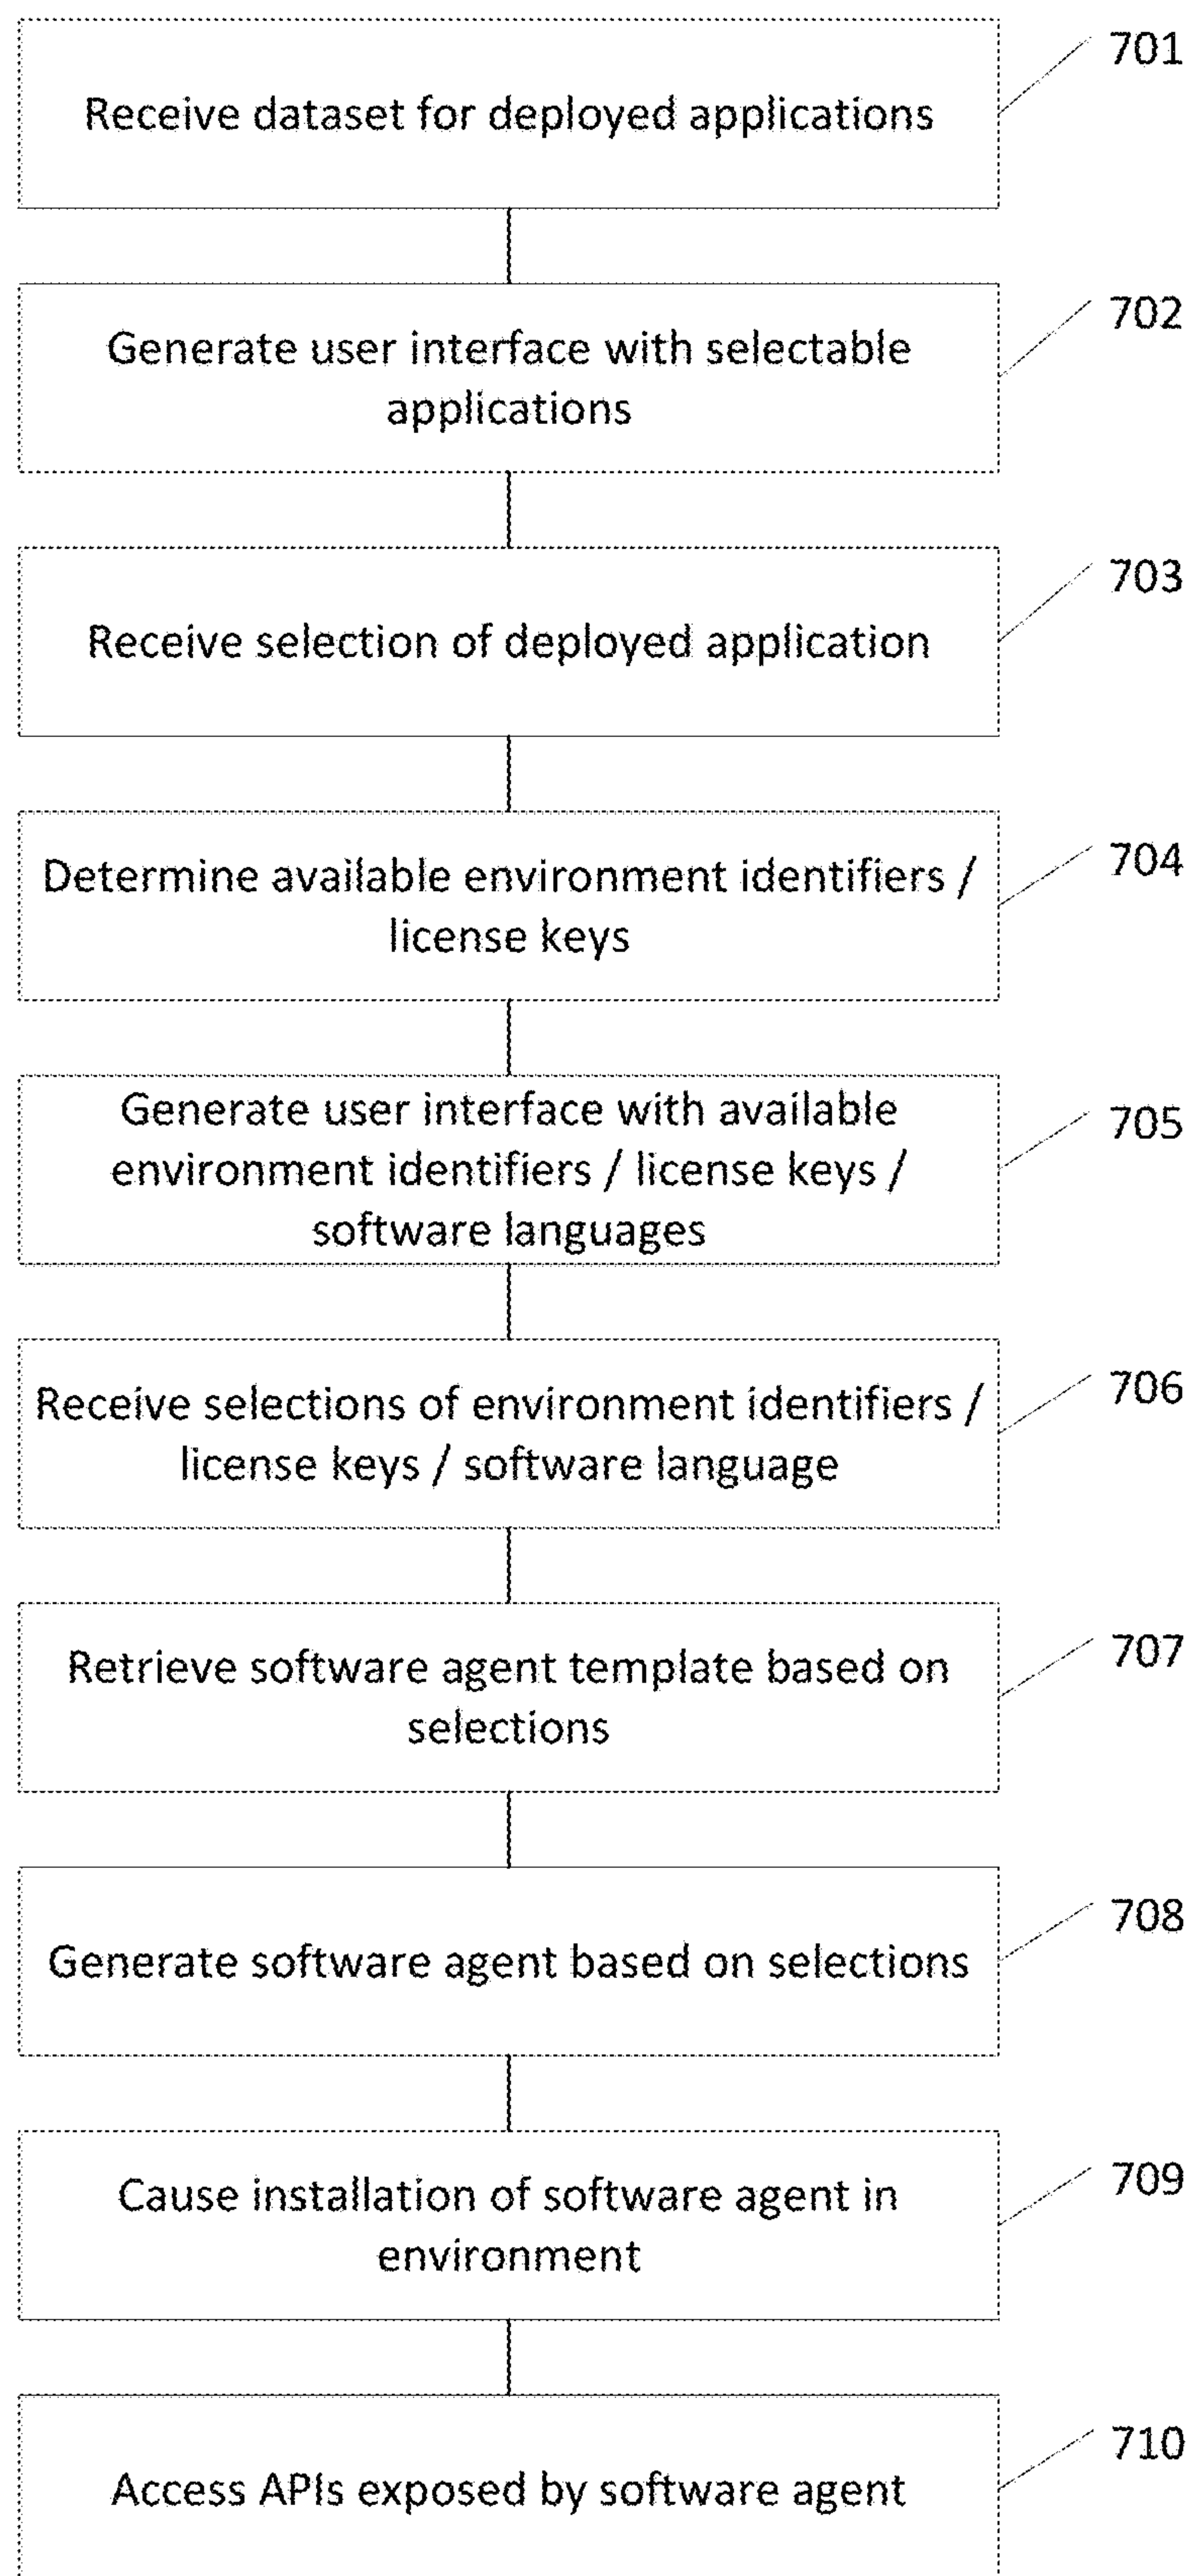 701
Receive dataset for deployed applications
702
Generate user interface with selectable
applications
703
Receive selection of deployed application
704
Determine available environment identifiers /
license keys
705
Generate user interface with available
environment identifiers / license keys /
software languages
706
Receive selections of environment identifiers /
license keys / software language
707
Retrieve software agent template based on
selections
708
Generate software agent based on selections
709
Cause installation of software agent in
environment
710
Access APIs exposed by software agent